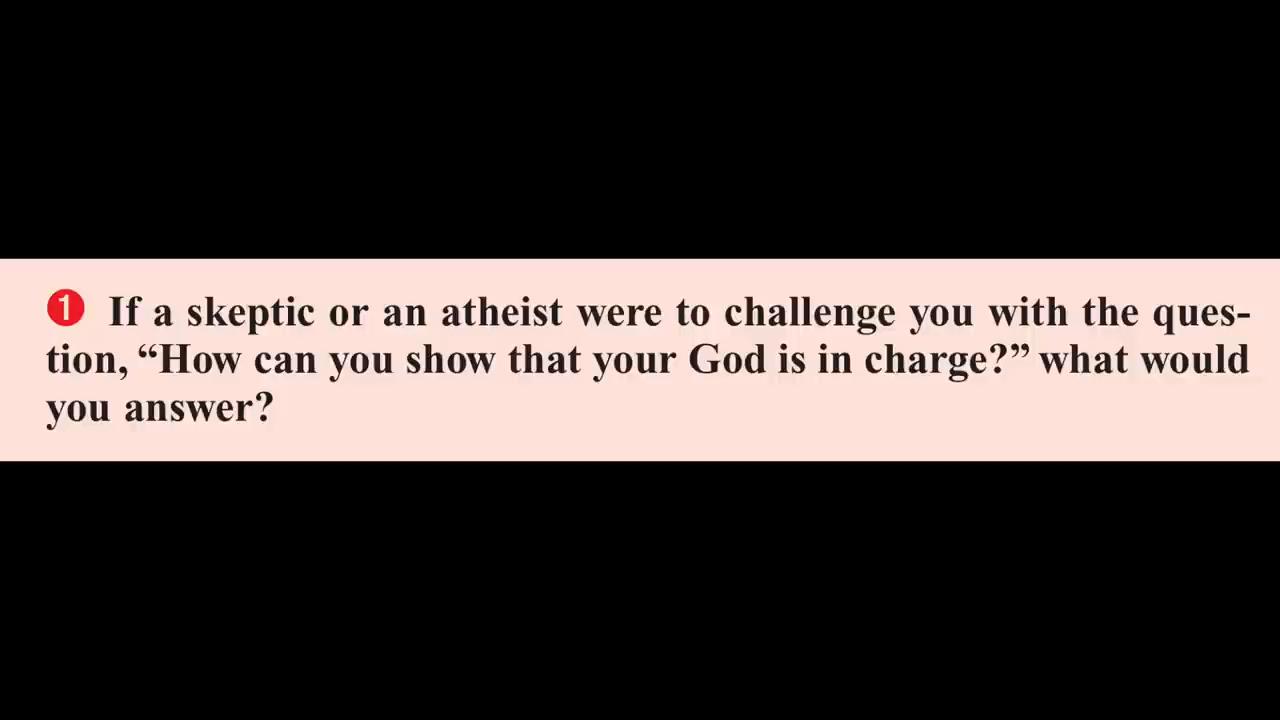 1 If a skeptic or an atheist were to challenge you with the ques-
tion, “How can you show that your God is in charge?” what would
you answer?